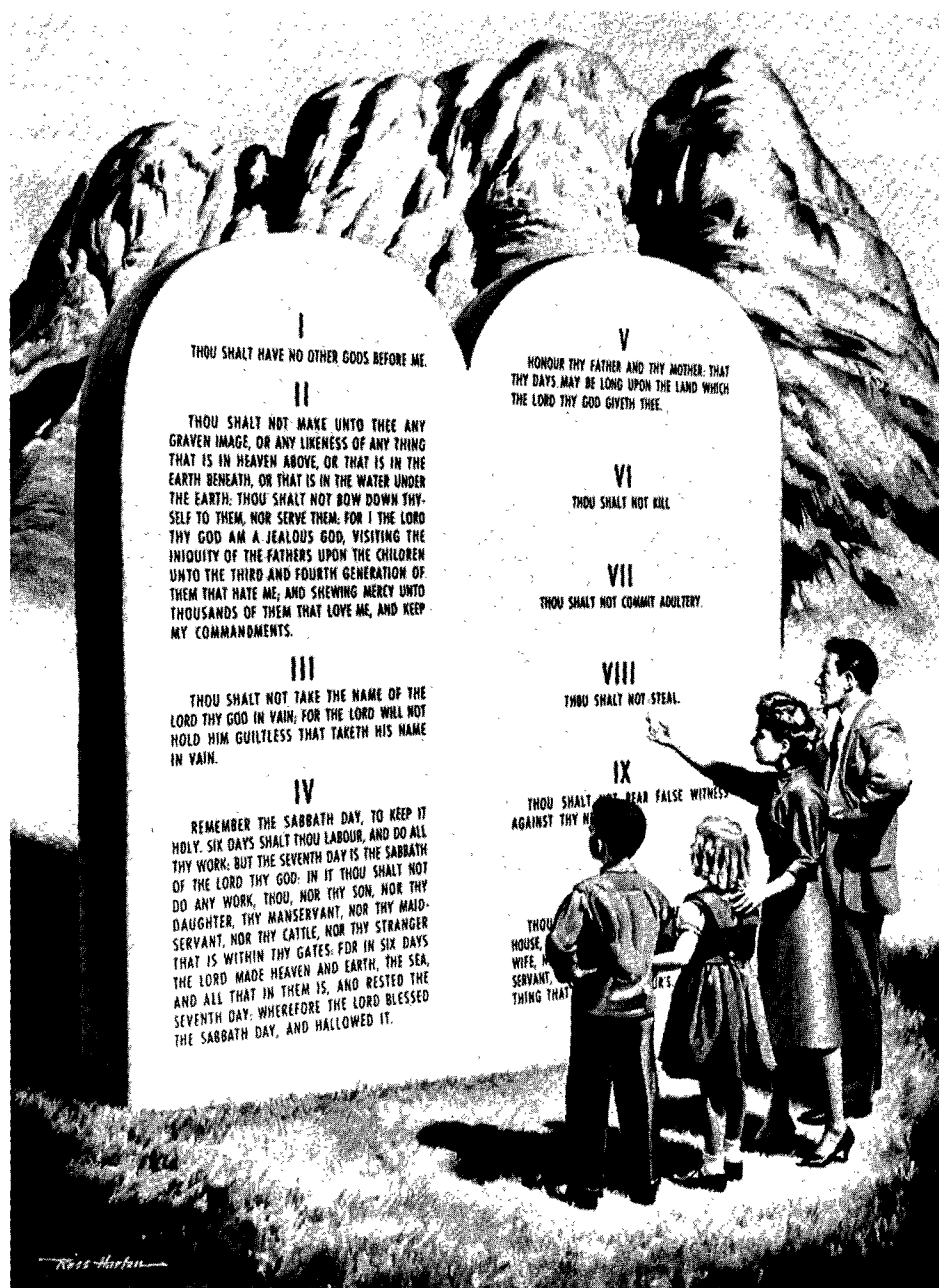 I
THOU SHALT HAVE NO OTHER GODS BEFORE ME.
II
THOU SHALT NOT MAKE UNTO THEE ANY
GRAVEN IMAGE, OR ANY LIKENESS OF ANY THING
THAT IS IN HEAVEN ABOVE, OR THAT IS IN THE
EARTH BENEATH, OR THAT IS IN THE WATER UNDER
THE EARTH: THOU SHALT NOT BOW DOWN THY-
SELF TO THEM, NOR SERVE THEM: FOR I THE LORD
THY GOD AM A JEALOUS GOD, VISITING THE
INIQUITY OF THE FATHERS UPON THE CHILDREN
UNTO THE THIRD AND FOURTH GENERATION OF
THEM THAT HATE ME; AND SHEWING MERCY UNTO
THOUSANDS OF THEM THAT LOVE ME, AND KEEP
MY COMMANDMENTS.
III
THOU SHALT NOT TAKE THE NAME OF THE
LORD THY GOD IN VAIN; FOR THE LORD WILL NOT
HOLD HIM GUILTLESS THAT TAKETH HIS NAME
IN VAIN.
IV
REMEMBER THE SABBATH DAY, TO KEEP IT
HOLY. SIX DAYS SHALT THOU LABOUR, AND DO ALL
THY WORK: BUT THE SEVENTH DAY IS THE SABBATH
OF THE LORD THY GOD: IN IT THOU SHALT NOT
DO ANY WORK, THOU, NOR THY SON, NOR THY
DAUGHTER, THY MANSERVANT, NOR THY MAID-
SERVANT, NOR THY CATTLE, NOR THY STRANGER
THAT IS WITHIN THY GATES: FOR IN SIX DAYS
THE LORD MADE HEAVEN AND EARTH, THE SEA,
AND ALL THAT IN THEM IS, AND RESTED THE
SEVENTH DAY: WHEREFORE THE LORD BLESSED
THE SABBATH DAY, AND HALLOWED IT.
V
HONOUR THY FATHER AND THY MOTHER: THAT
THY DAYS MAY BE LONG UPON THE LAND WHICH
THE LORD THY GOD GIVETH THEE.
VI
THOU SHALT NOT KILL
VII
THOU SHALT NOT COMMIT ADULTERY.
VIII
THOU SHALT NOT STEAL.
IX
THOU SHALT NOT BEAR FALSE WITNESS
AGAINST THY
THOU
HOUSE,
WIFE,
SERVANT,
THING THAT